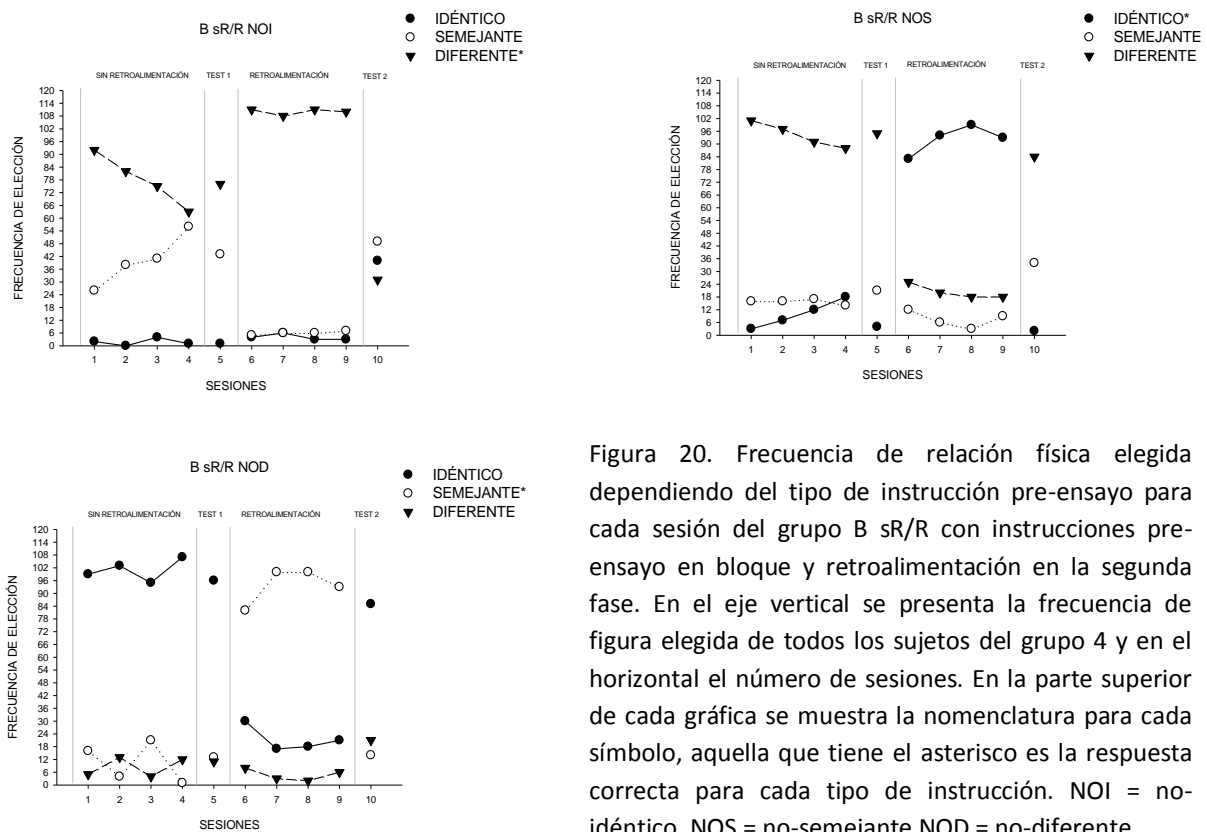 B sR/R NOI
IDÉNTICO
SEMEJANTE
DIFERENTE*
SIN RETROALIMENTACIÓN TEST 1 RETROALIMENTACIÓN TEST 2
FRECUENCIA DE ELECCIÓN
120
114
108
102
96
90
84
78
72
66
60
54
48
42
36
30
24
18
12
6
0
1 2 3 4 5 6 7 8 9 10
SESIONES
B sR/R NOS
IDÉNTICO*
SEMEJANTE
DIFERENTE
SIN RETROALIMENTACIÓN TEST 1 RETROALIMENTACIÓN TEST 2
FRECUENCIA DE ELECCIÓN
120
114
108
102
96
90
84
78
72
66
60
54
48
42
36
30
24
18
12
6
0
1 2 3 4 5 6 7 8 9 10
SESIONES
B sR/R NOD
IDÉNTICO
SEMEJANTE*
DIFERENTE
SIN RETROALIMENTACIÓN TEST 1 RETROALIMENTACIÓN TEST 2
FRECUENCIA DE ELECCIÓN
120
114
108
102
96
90
84
78
72
66
60
54
48
42
36
30
24
18
12
6
0
1 2 3 4 5 6 7 8 9 10
SESIONES
Figura 20. Frecuencia de relación física elegida
dependiendo del tipo de instrucción pre-ensayo para
cada sesión del grupo B sR/R con instrucciones pre-
ensayo en bloque y retroalimentación en la segunda
fase. En el eje vertical se presenta la frecuencia de
figura elegida de todos los sujetos del grupo 4 y en el
horizontal el número de sesiones. En la parte superior
de cada gráfica se muestra la nomenclatura para cada
símbolo, aquella que tiene el asterisco es la respuesta
correcta para cada tipo de instrucción. NOI = no-
idéntico, NOS = no-semejante NOD = no-diferente